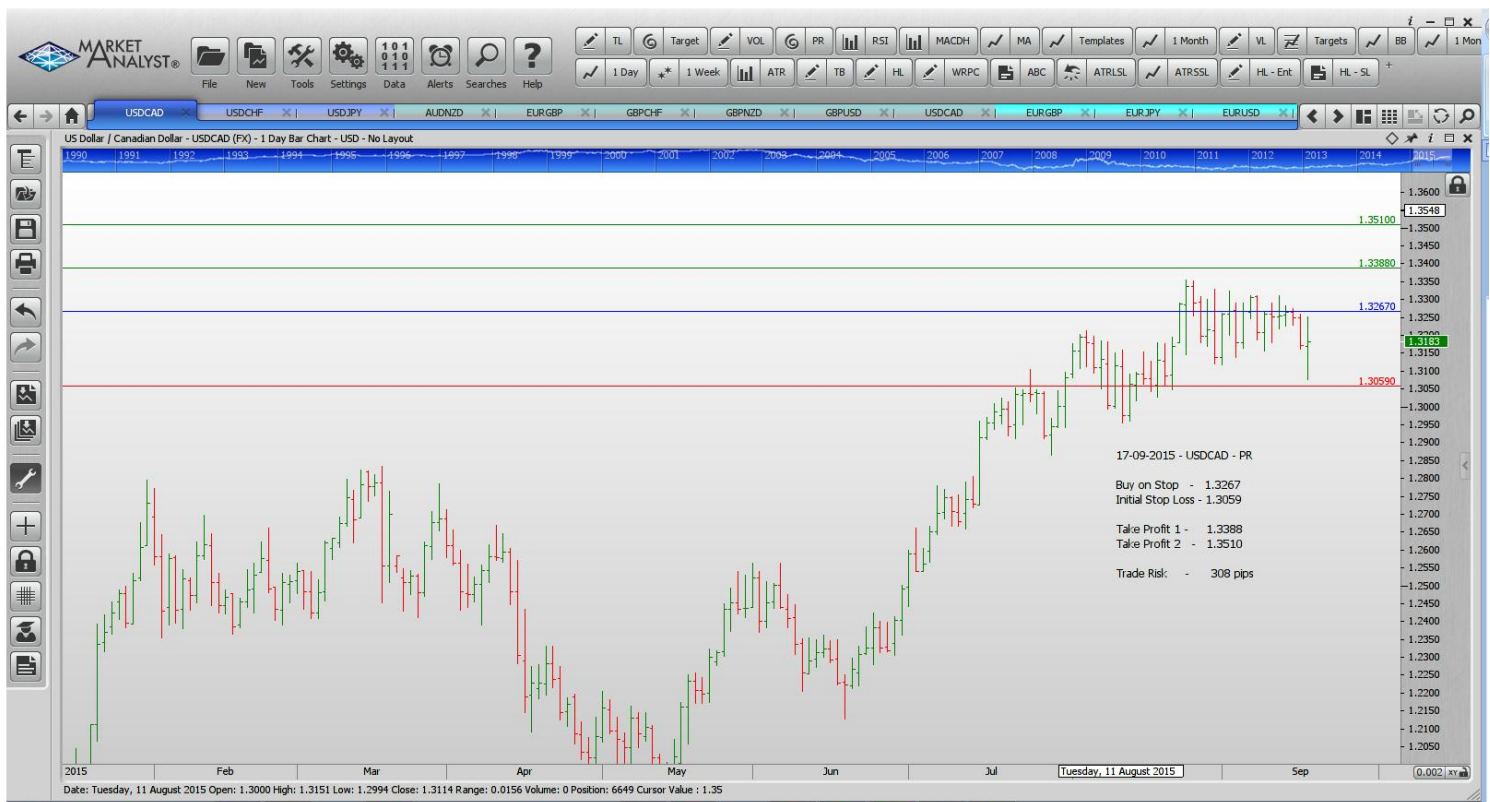 i
MARKET
ANALYST®
File New Tools Settings Data Alerts Searches Help
TL Target VOL PR RSI MACDH MA Templates 1 Month VL Targets BB 1 Mon
1 Day 1 Week ATR TB HL WRPC ABC ATRLSL ATRSSL HL - Ent HL - SL +
101
010
111
USDCAD USDCHF USDJPY AUDNZD EURGBP GBPCHF GBPNZD GBPUSD USDCAD EURGBP EURJPY EURUSD
US Dollar / Canadian Dollar - USDCAD (FX) - 1 Day Bar Chart - USD - No Layout
1990 1991 1992 1993 1994 1995 1996 1997 1998 1999 2000 2001 2002 2003 2004 2005 2006 2007 2008 2009 2010 2011 2012 2013 2014 2015
1.3600
1.3548
1.35100
1.3500
1.3450
1.33880
1.3400
1.3350
1.3300
1.32670
1.3250
1.3200
1.3183
1.3150
1.3100
1.30590
1.3050
1.3000
1.2950
1.2900
1.2850
1.2800
1.2750
1.2700
1.2650
1.2600
1.2550
1.2500
1.2450
1.2400
1.2350
1.2300
1.2250
1.2200
1.2150
1.2100
1.2050
17-09-2015 - USDCAD - PR
Buy on Stop - 1.3267
Initial Stop Loss - 1.3059
Take Profit 1 - 1.3388
Take Profit 2 - 1.3510
Trade Risk - 308 pips
2015 Feb Mar Apr May Jun Jul Tuesday, 11 August 2015 Sep 0.002 XY
Date: Tuesday, 11 August 2015 Open: 1.3000 High: 1.3151 Low: 1.2994 Close: 1.3114 Range: 0.0156 Volume: 0 Position: 6649 Cursor Value : 1.35